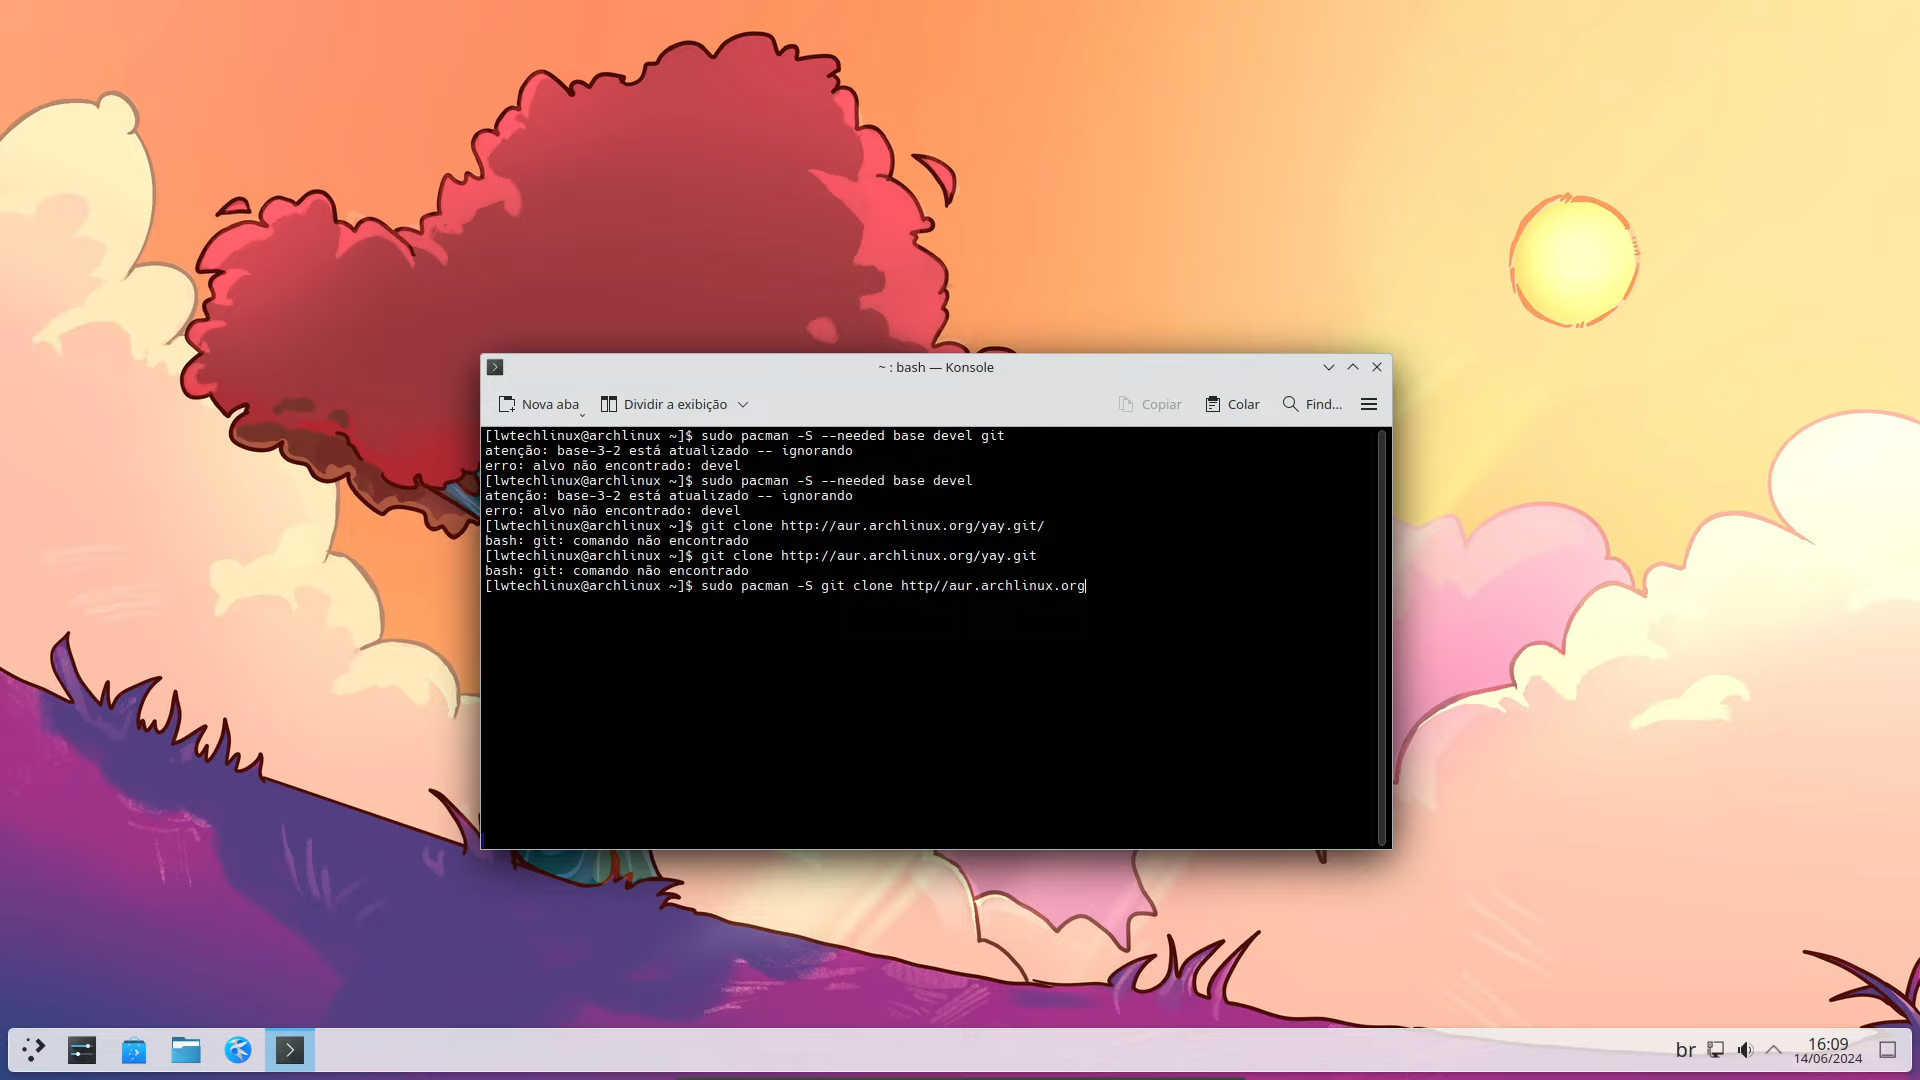 ~ : bash — Konsole
Nova aba
Dividir a exibição
Copiar
Colar
Find...
[lwtechlinux@archlinux ~]$ sudo pacman -S --needed base devel git
atenção: base-3-2 está atualizado -- ignorando
erro: alvo não encontrado: devel
[lwtechlinux@archlinux ~]$ sudo pacman -S --needed base devel
atenção: base-3-2 está atualizado -- ignorando
erro: alvo não encontrado: devel
[lwtechlinux@archlinux ~]$ git clone http://aur.archlinux.org/yay.git/
bash: git: comando não encontrado
[lwtechlinux@archlinux ~]$ git clone http://aur.archlinux.org/yay.git
bash: git: comando não encontrado
[lwtechlinux@archlinux ~]$ sudo pacman -S git clone http//aur.archlinux.org
br
16:09
14/06/2024